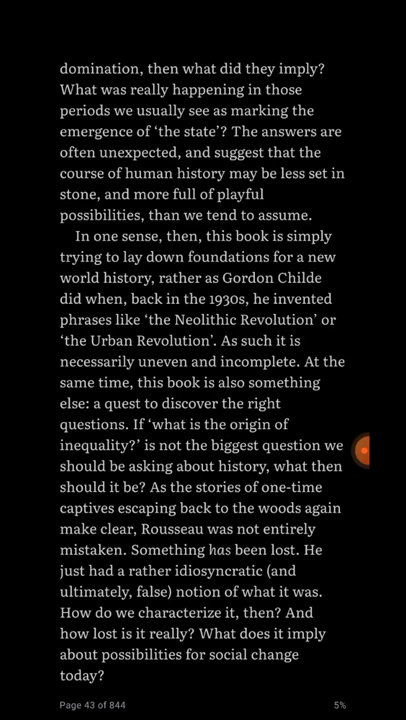 domination, then what did they imply?
What was really happening in those
periods we usually see as marking the
emergence of ‘the state’? The answers are
often unexpected, and suggest that the
course of human history may be less set in
stone, and more full of playful
possibilities, than we tend to assume.
In one sense, then, this book is simply
trying to lay down foundations for a new
world history, rather as Gordon Childe
did when, back in the 1930s, he invented
phrases like ‘the Neolithic Revolution’ or
‘the Urban Revolution’. As such it is
necessarily uneven and incomplete. At the
same time, this book is also something
else: a quest to discover the right
questions. If ‘what is the origin of
inequality?’ is not the biggest question we
should be asking about history, what then
should it be? As the stories of one-time
captives escaping back to the woods again
make clear, Rousseau was not entirely
mistaken. Something has been lost. He
just had a rather idiosyncratic (and
ultimately, false) notion of what it was.
How do we characterize it, then? And
how lost is it really? What does it imply
about possibilities for social change
today?
Page 43 of 844 5%